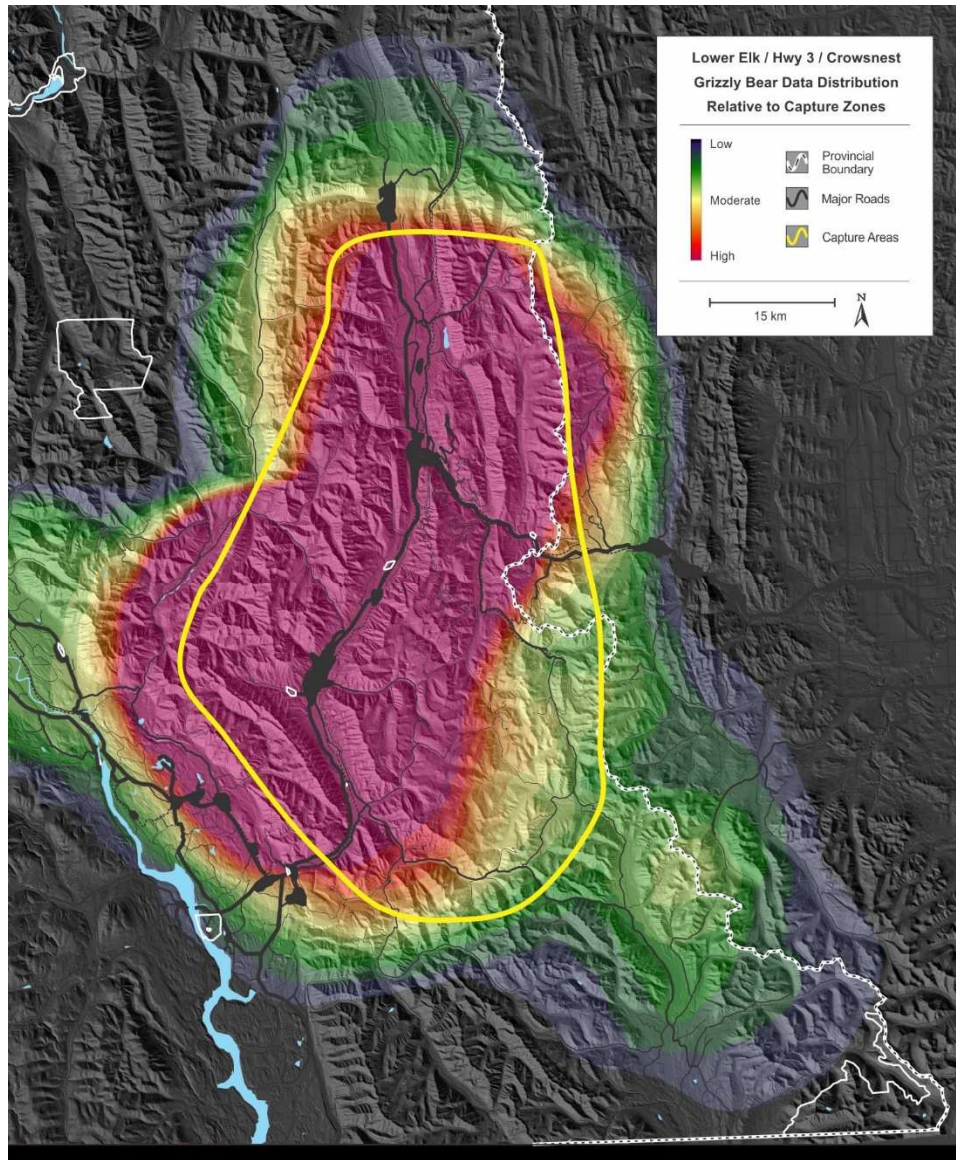 Lower Elk / Hwy 3 / Crowsnest
Grizzly Bear Data Distribution
Relative to Capture Zones
Low
Moderate
High
Provincial
Boundary
Major Roads
Capture Areas
15 km
N